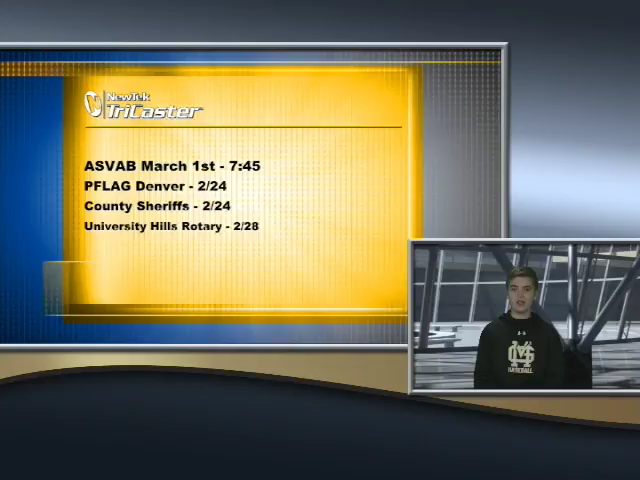 NewTek
TriCaster
ASVAB March 1st - 7:45
PFLAG Denver - 2/24
County Sheriffs - 2/24
University Hills Rotary - 2/28